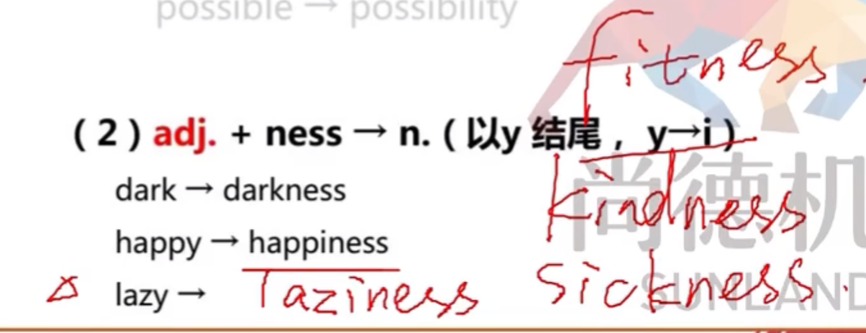 possible → possibility
fitness
(2) adj. + ness → n. (以y 结尾, y→i)
dark → darkness
kindness
happy → happiness
lazy → laziness
sickness
尚德机
SUNLAND